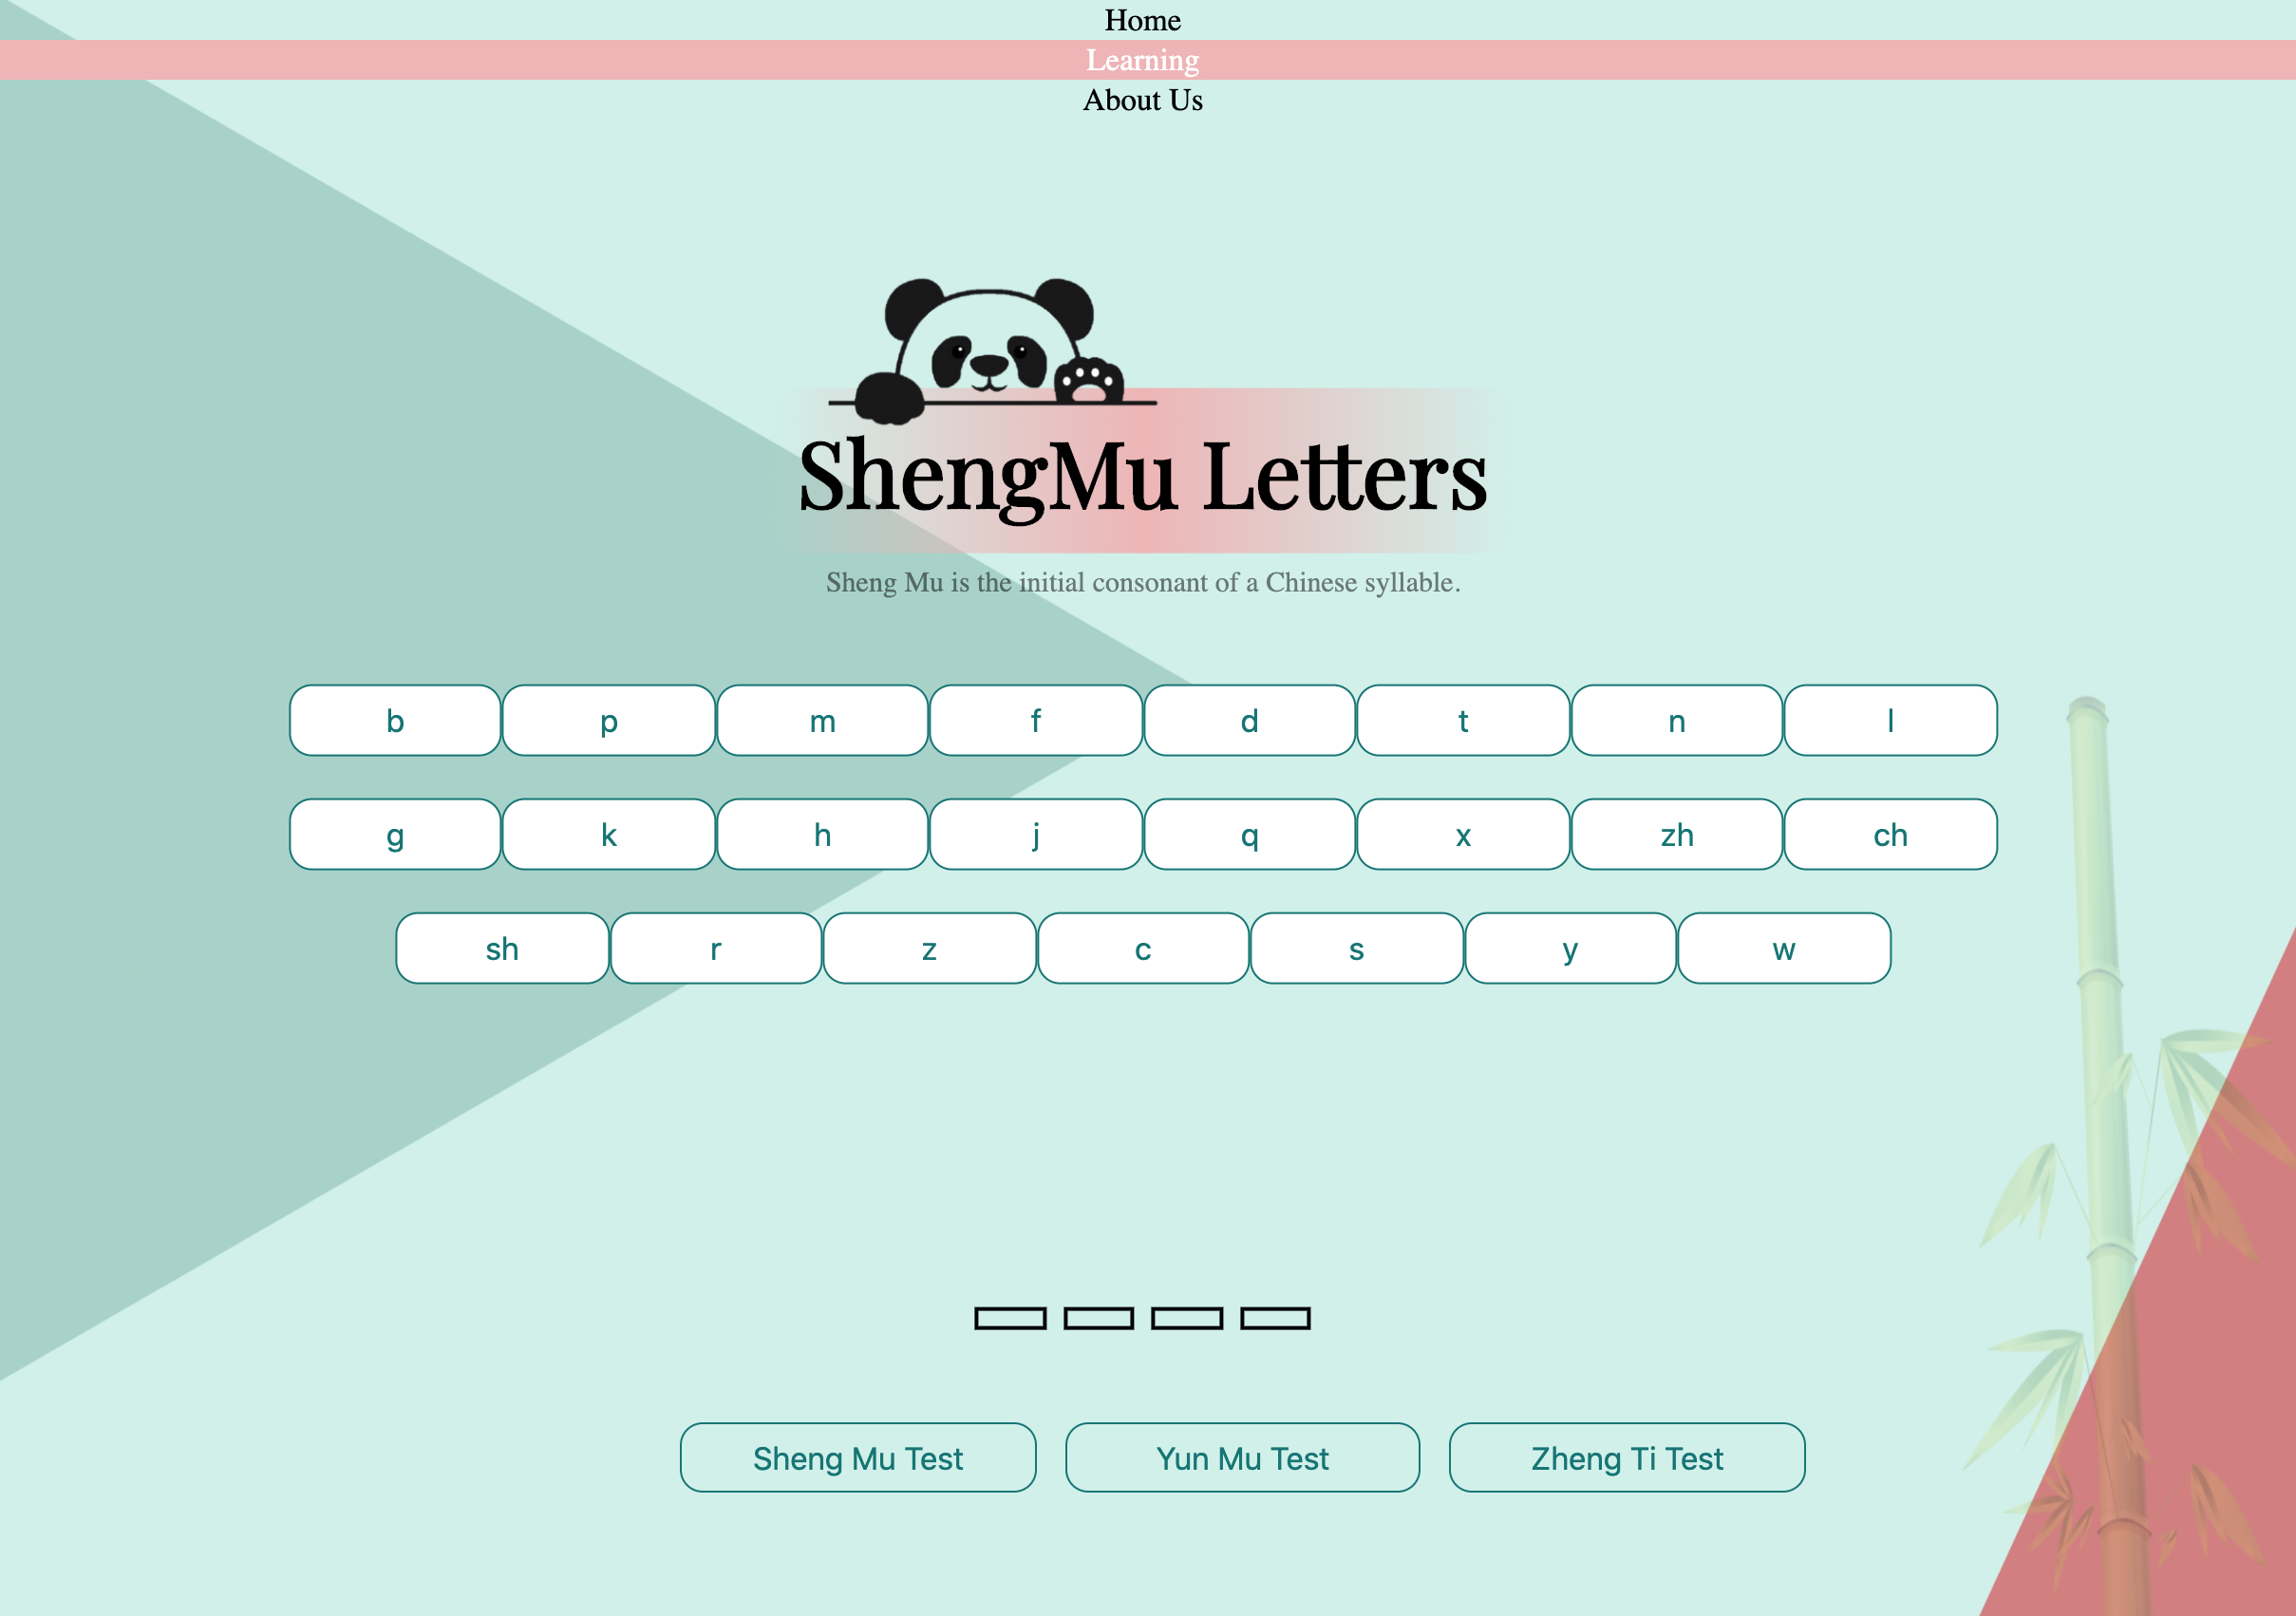 Home
Learning
About Us
ShengMu Letters
Sheng Mu is the initial consonant of a Chinese syllable.
b p m f d t n l
g k h j q x zh ch
sh r z c s y w
Sheng Mu Test Yun Mu Test Zheng Ti Test